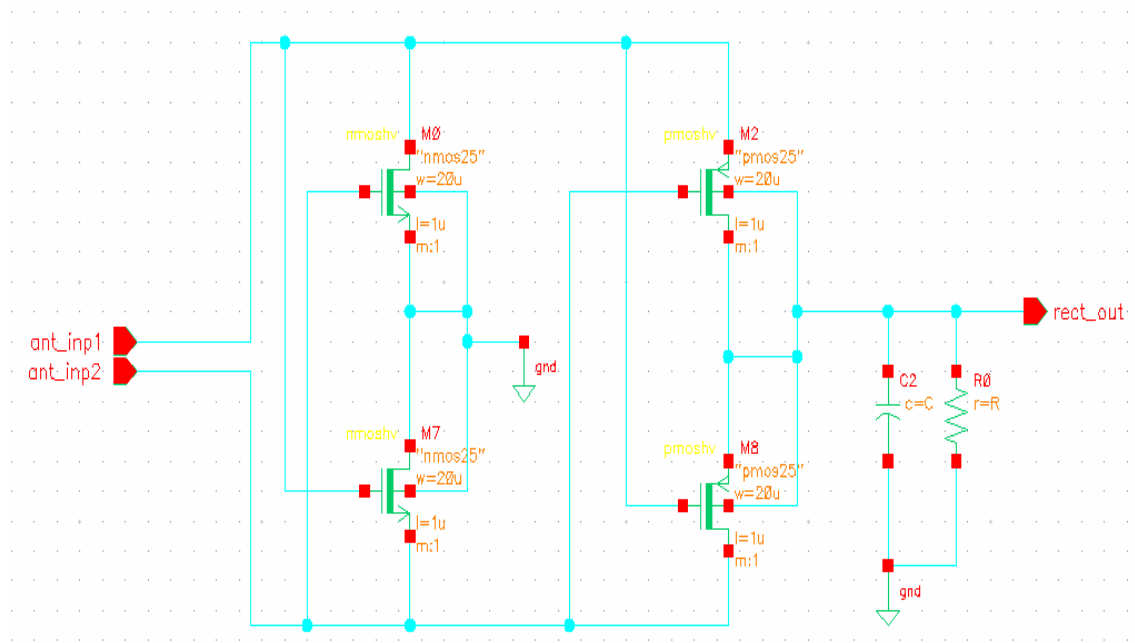 nmoshv M0
"!nmos25"
w=20u
l=1u
m:1
pmoshv M2
"pmos25"
w=20u
l=1u
m:1
ant_inp1
ant_inp2
gnd
rect_out
C2
c=C
R0
r=R
nmoshv M7
"!nmos25"
w=20u
l=1u
m:1
pmoshv M8
"pmos25"
w=20u
l=1u
m:1
gnd